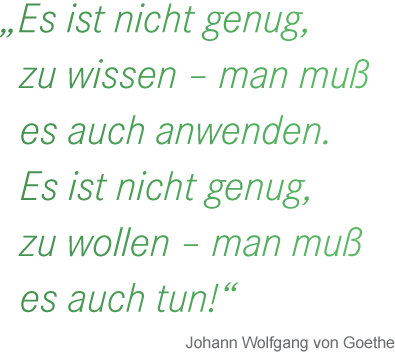 „Es ist nicht genug,
zu wissen – man muß
es auch anwenden.
Es ist nicht genug,
zu wollen – man muß
es auch tun!“
Johann Wolfgang von Goethe